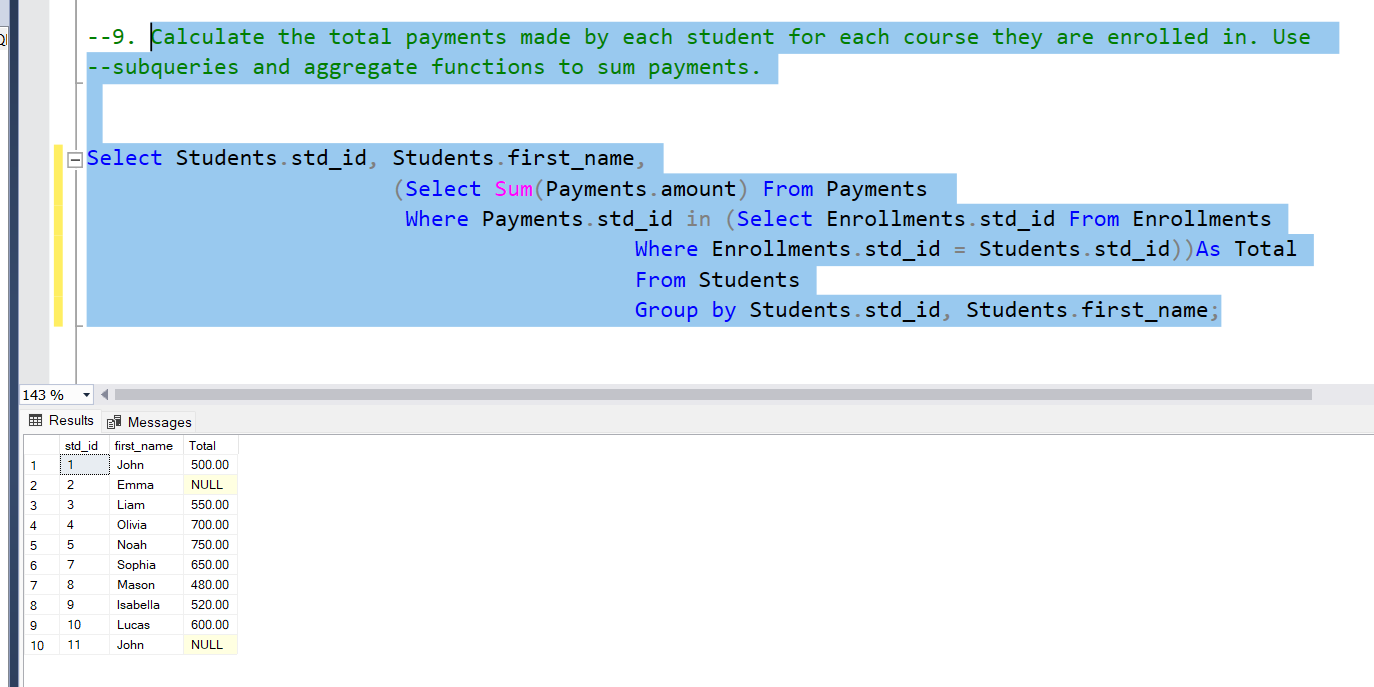 --9. Calculate the total payments made by each student for each course they are enrolled in. Use
--subqueries and aggregate functions to sum payments.
Select Students.std_id, Students.first_name,
(Select Sum(Payments.amount) From Payments
Where Payments.std_id in (Select Enrollments.std_id From Enrollments
Where Enrollments.std_id = Students.std_id))As Total
From Students
Group by Students.std_id, Students.first_name;
143 %
Results Messages
std_id first_name Total
1 1 John 500.00
2 2 Emma NULL
3 3 Liam 550.00
4 4 Olivia 700.00
5 5 Noah 750.00
6 7 Sophia 650.00
7 8 Mason 480.00
8 9 Isabella 520.00
9 10 Lucas 600.00
10 11 John NULL